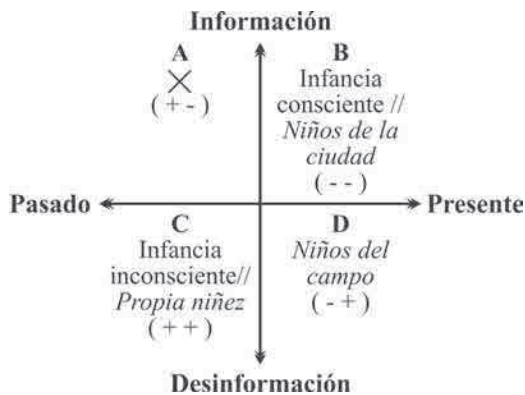 Información
A
( + - )
B
Infancia
consciente //
Niños de la
ciudad
( - - )
Pasado
Presente
C
Infancia
inconsciente//
Propia niñez
( + + )
D
Niños del
campo
( - + )
Desinformación